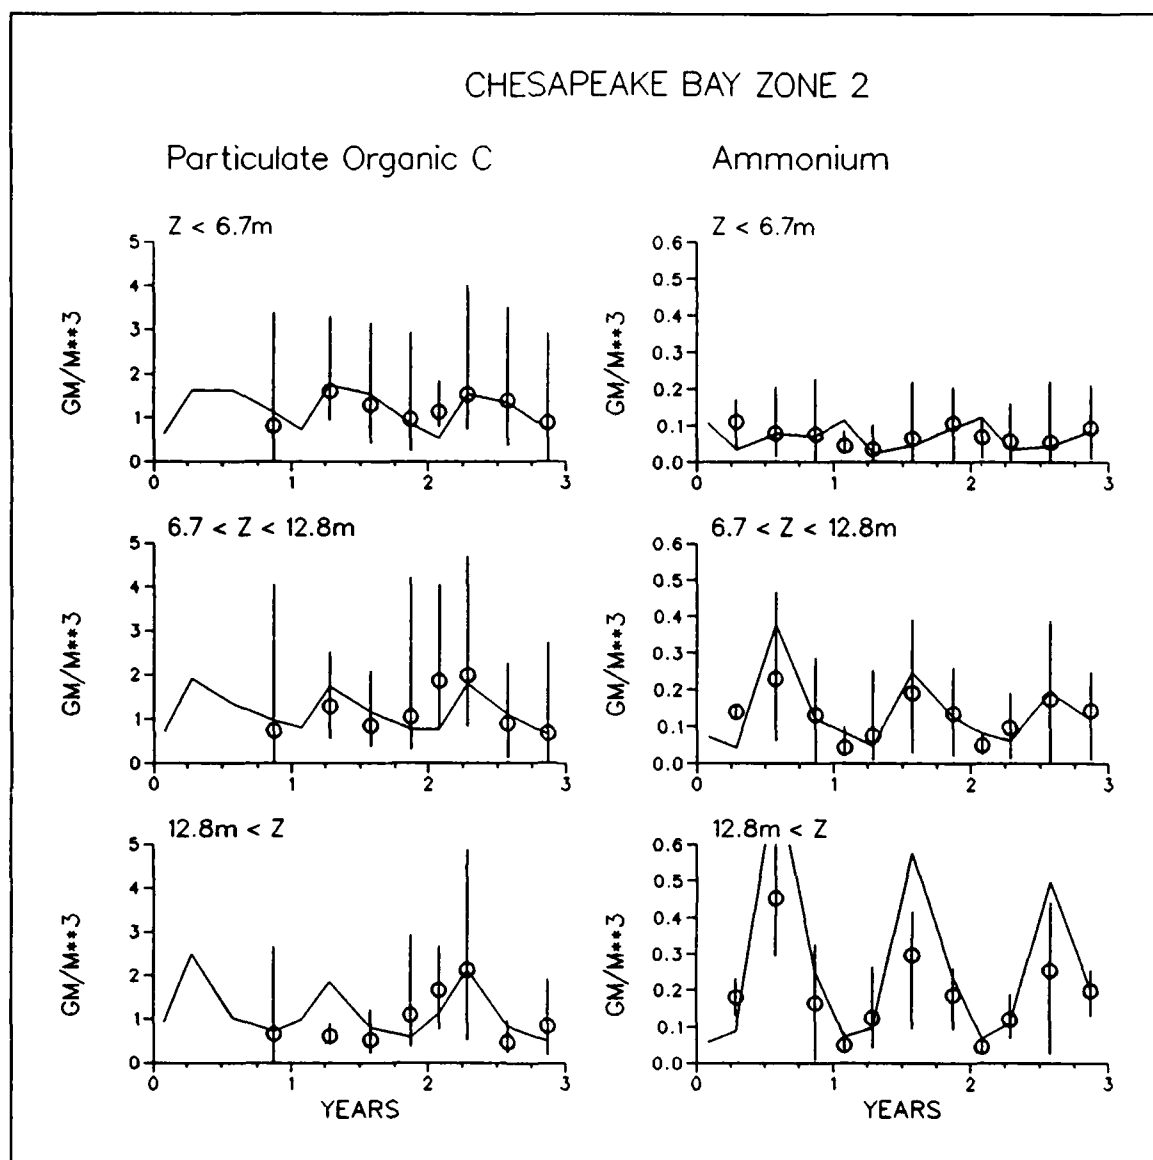 CHESAPEAKE BAY ZONE 2
Particulate Organic C
Ammonium
Z < 6.7m
5
4
3
2
1
0
GM/M**3
0 1 2 3
Z < 6.7m
0.6
0.5
0.4
0.3
0.2
0.1
0.0
GM/M**3
0 1 2 3
6.7 < Z < 12.8m
5
4
3
2
1
0
GM/M**3
0 1 2 3
6.7 < Z < 12.8m
0.6
0.5
0.4
0.3
0.2
0.1
0.0
GM/M**3
0 1 2 3
12.8m < Z
5
4
3
2
1
0
GM/M**3
0 1 2 3
YEARS
12.8m < Z
0.6
0.5
0.4
0.3
0.2
0.1
0.0
GM/M**3
0 1 2 3
YEARS